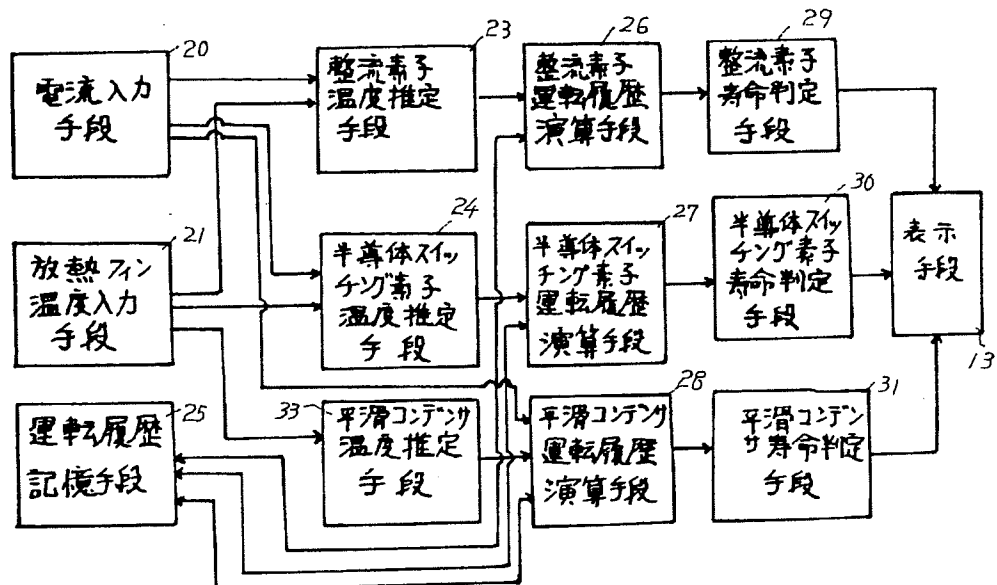 20
電流入力
手段
23
整流素子
温度推定
手段
26
整流素子
運転履歴
演算手段
29
整流素子
寿命判定
手段
21
放熱フィン
温度入力
手段
24
半導体スイッ
チング素子
温度推定
手段
27
半導体スイッ
チング素子
運転履歴
演算手段
30
半導体スイッ
チング素子
寿命判定
手段
表示
手段
13
25
運転履歴
記憶手段
33
平滑コンデンサ
温度推定
手段
28
平滑コンデンサ
運転履歴
演算手段
31
平滑コンデン
サ寿命判定
手段